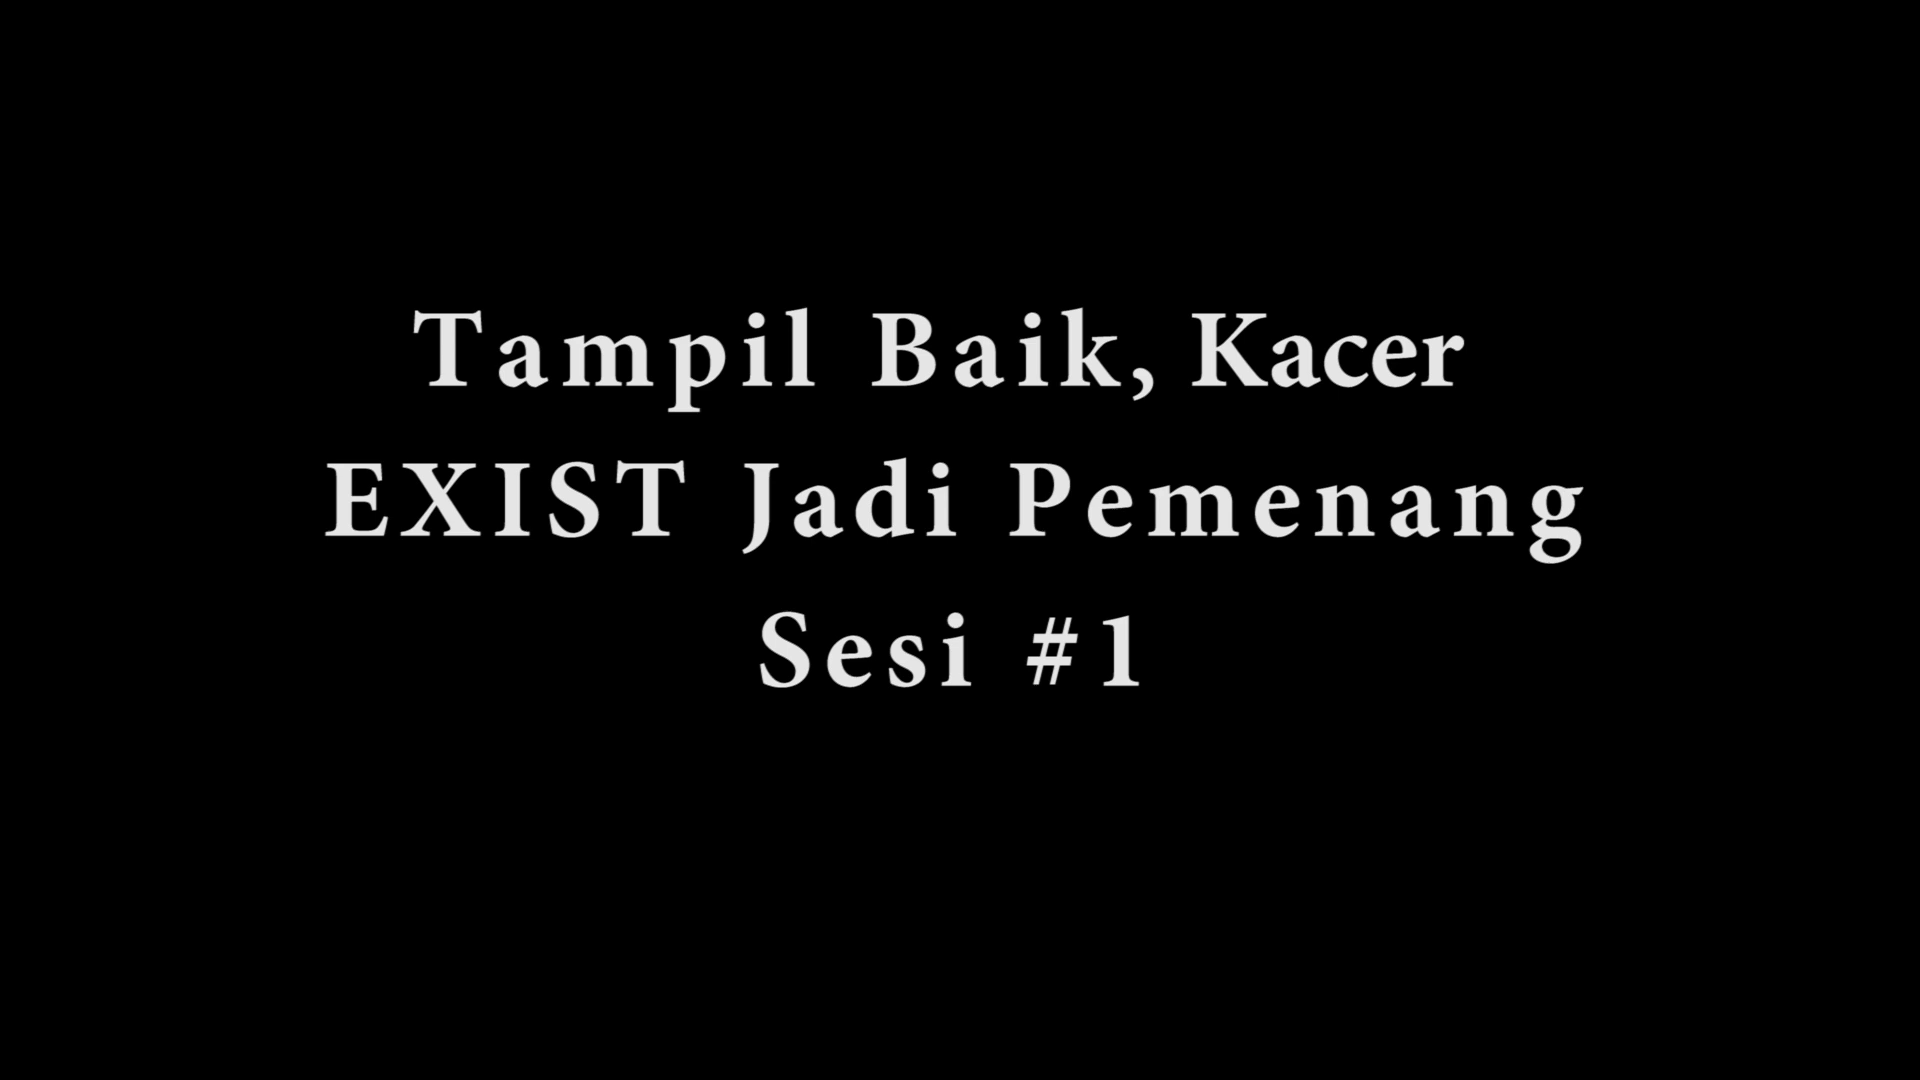 Tampil Baik, Kacer
EXIST Jadi Pemenang
Sesi #1